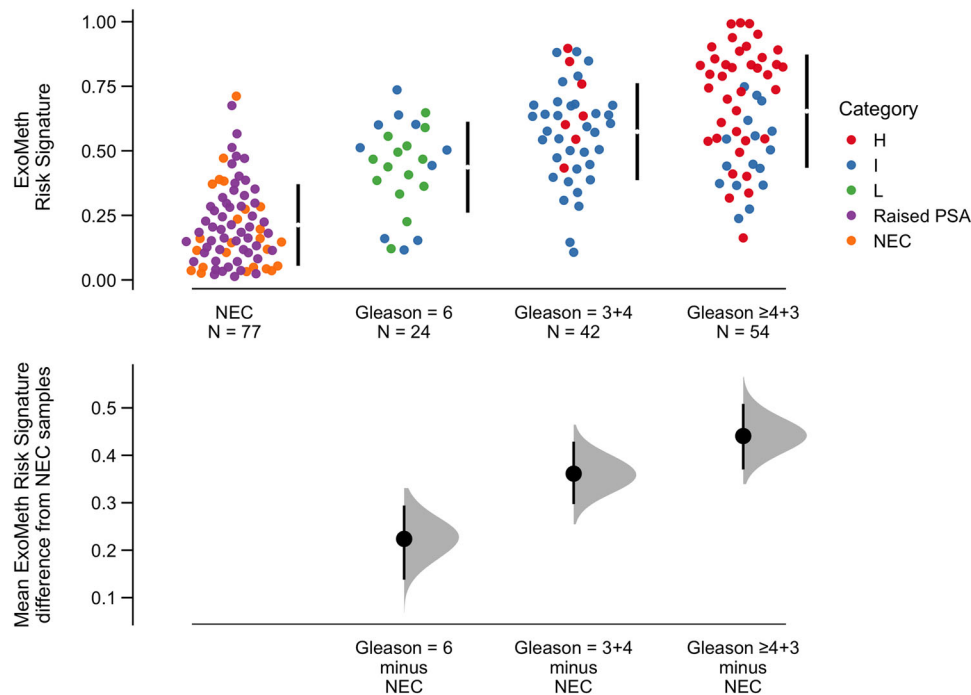 ExoMeth
Risk Signature
1.00
0.75
0.50
0.25
0.00
NEC
N = 77
Gleason = 6
N = 24
Gleason = 3+4
N = 42
Gleason ≥4+3
N = 54
Category
H
I
L
Raised PSA
NEC
Mean ExoMeth Risk Signature
difference from NEC samples
0.5
0.4
0.3
0.2
0.1
Gleason = 6
minus
NEC
Gleason = 3+4
minus
NEC
Gleason ≥4+3
minus
NEC